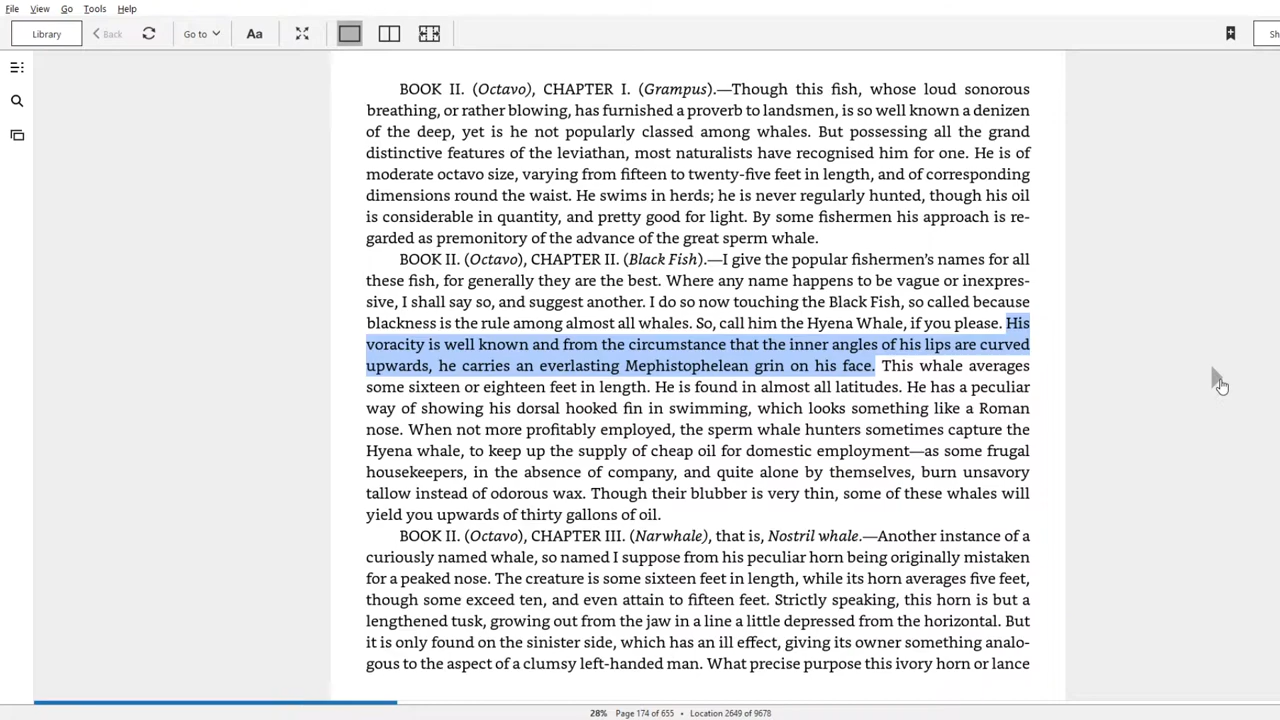 File View Go Tools Help
Library Back Go to Aa Sh
BOOK II. (Octavo), CHAPTER I. (Grampus).—Though this fish, whose loud sonorous
breathing, or rather blowing, has furnished a proverb to landsmen, is so well known a denizen
of the deep, yet is he not popularly classed among whales. But possessing all the grand
distinctive features of the leviathan, most naturalists have recognised him for one. He is of
moderate octavo size, varying from fifteen to twenty-five feet in length, and of corresponding
dimensions round the waist. He swims in herds; he is never regularly hunted, though his oil
is considerable in quantity, and pretty good for light. By some fishermen his approach is re-
garded as premonitory of the advance of the great sperm whale.
BOOK II. (Octavo), CHAPTER II. (Black Fish).—I give the popular fishermen's names for all
these fish, for generally they are the best. Where any name happens to be vague or inexpres-
sive, I shall say so, and suggest another. I do so now touching the Black Fish, so called because
blackness is the rule among almost all whales. So, call him the Hyena Whale, if you please. His
voracity is well known and from the circumstance that the inner angles of his lips are curved
upwards, he carries an everlasting Mephistophelean grin on his face. This whale averages
some sixteen or eighteen feet in length. He is found in almost all latitudes. He has a peculiar
way of showing his dorsal hooked fin in swimming, which looks something like a Roman
nose. When not more profitably employed, the sperm whale hunters sometimes capture the
Hyena whale, to keep up the supply of cheap oil for domestic employment—as some frugal
housekeepers, in the absence of company, and quite alone by themselves, burn unsavory
tallow instead of odorous wax. Though their blubber is very thin, some of these whales will
yield you upwards of thirty gallons of oil.
BOOK II. (Octavo), CHAPTER III. (Narwhale), that is, Nostril whale.—Another instance of a
curiously named whale, so named I suppose from his peculiar horn being originally mistaken
for a peaked nose. The creature is some sixteen feet in length, while its horn averages five feet,
though some exceed ten, and even attain to fifteen feet. Strictly speaking, this horn is but a
lengthened tusk, growing out from the jaw in a line a little depressed from the horizontal. But
it is only found on the sinister side, which has an ill effect, giving its owner something analo-
gous to the aspect of a clumsy left-handed man. What precise purpose this ivory horn or lance
28% Page 174 of 655 • Location 2649 of 9678